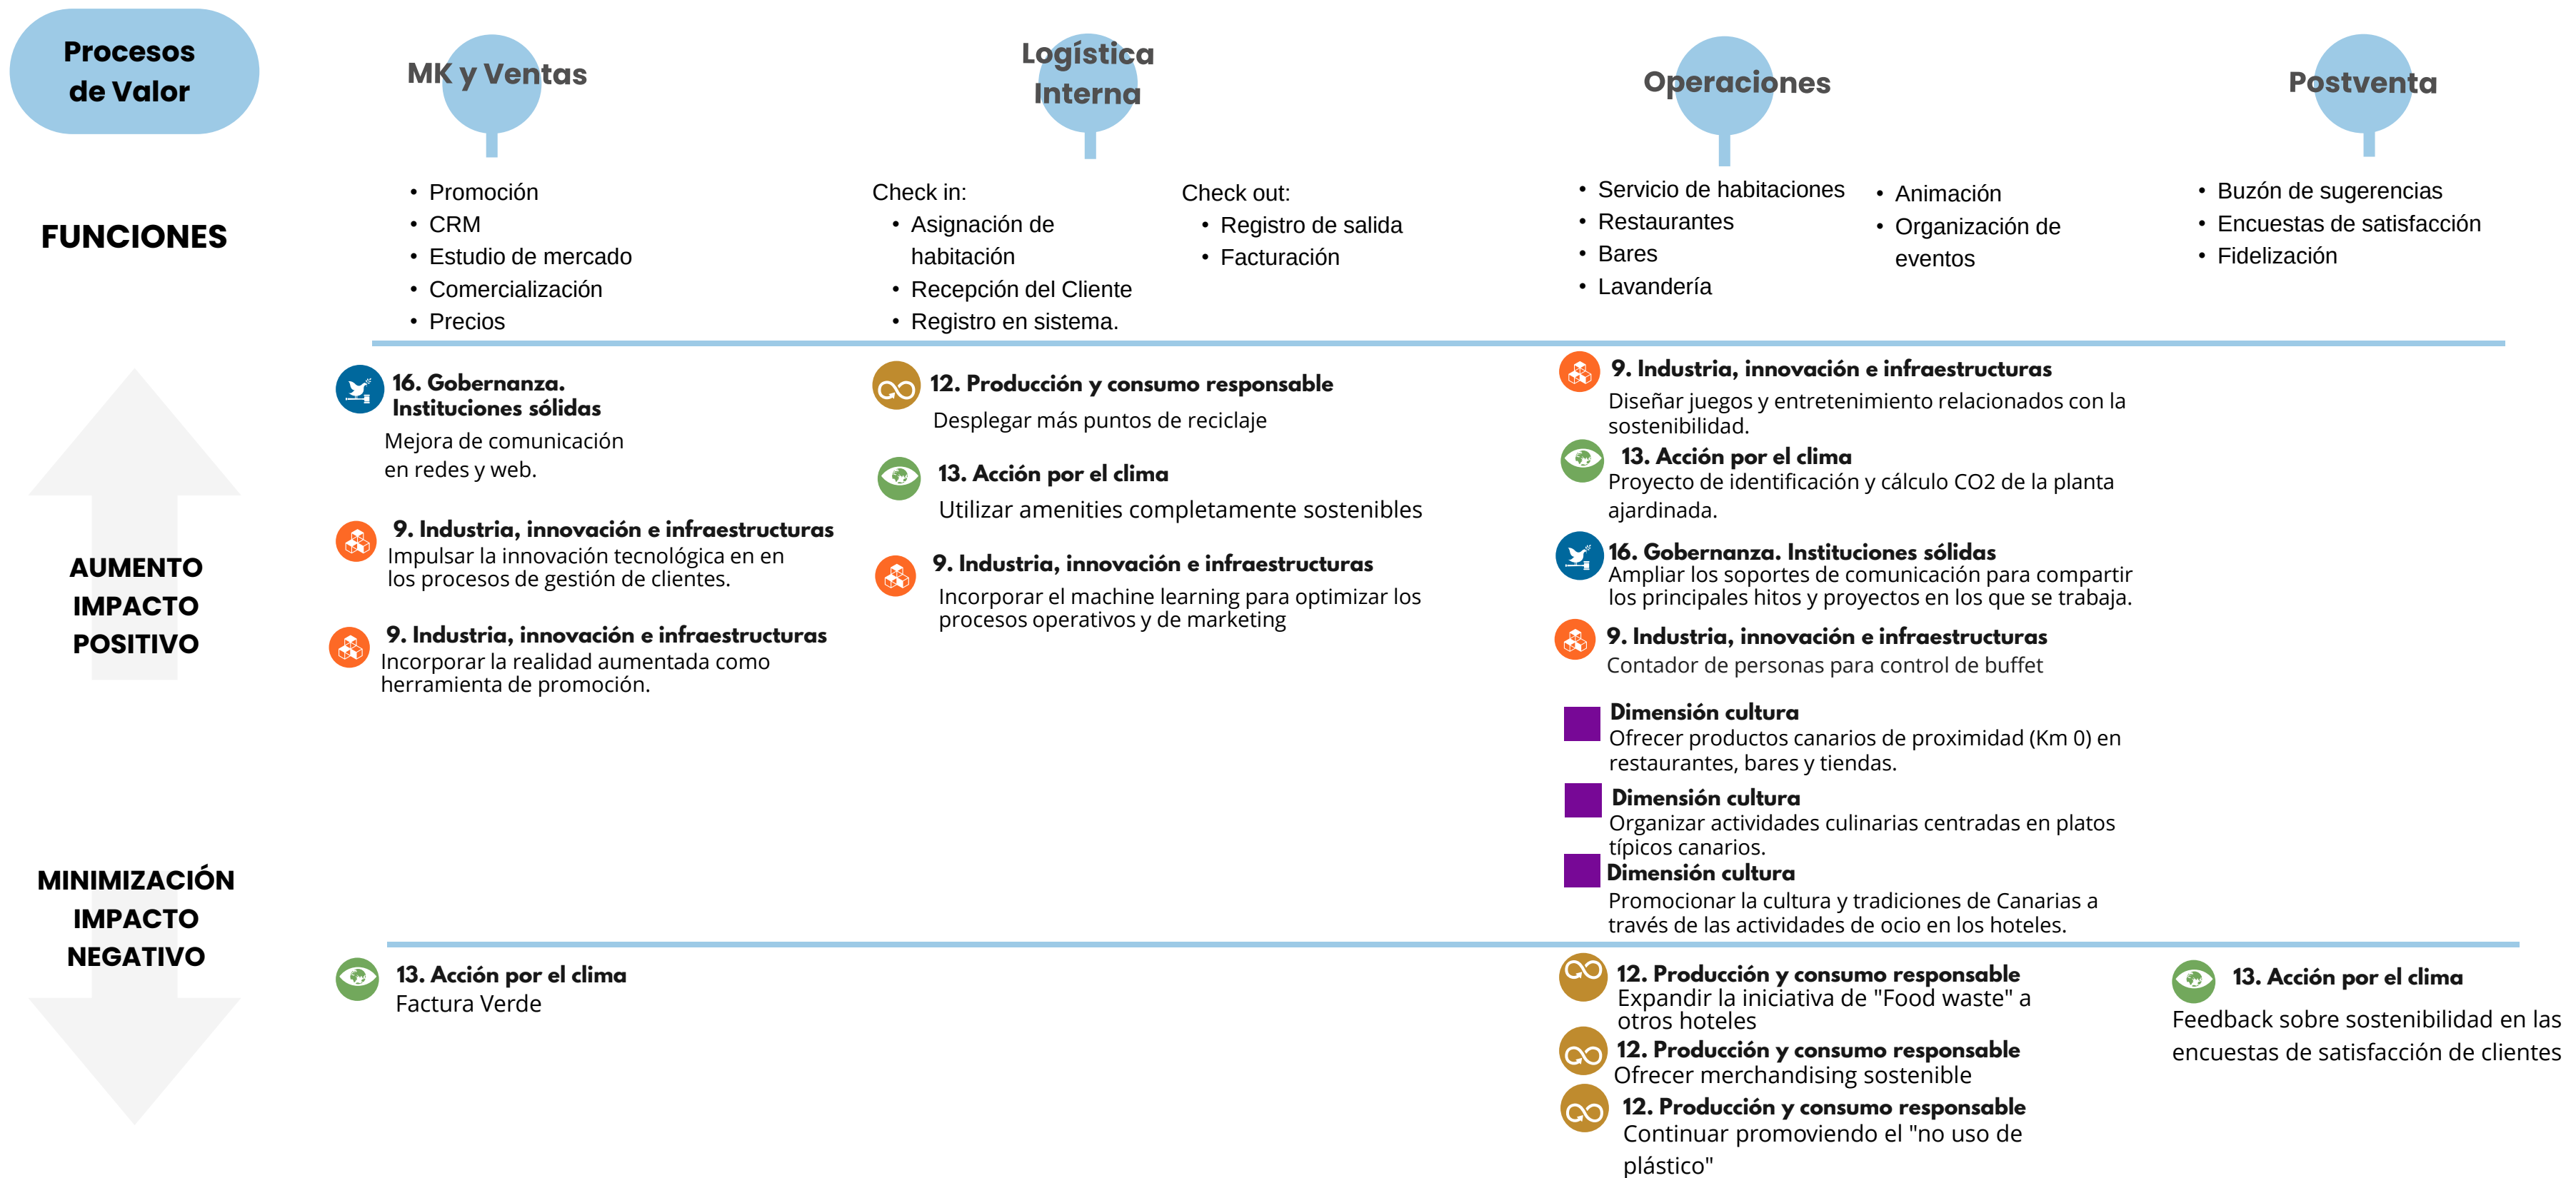 Procesos
de Valor
MK y Ventas
Logística
Interna
Operaciones
Postventa
FUNCIONES
• Promoción
• CRM
• Estudio de mercado
• Comercialización
• Precios
Check in:
• Asignación de
habitación
• Recepción del Cliente
• Registro en sistema.
Check out:
• Registro de salida
• Facturación
• Servicio de habitaciones
• Restaurantes
• Bares
• Lavandería
• Animación
• Organización de
eventos
• Buzón de sugerencias
• Encuestas de satisfacción
• Fidelización
AUMENTO
IMPACTO
POSITIVO
16. Gobernanza.
Instituciones sólidas
Mejora de comunicación
en redes y web.
9. Industria, innovación e infraestructuras
Impulsar la innovación tecnológica en en
los procesos de gestión de clientes.
9. Industria, innovación e infraestructuras
Incorporar la realidad aumentada como
herramienta de promoción.
12. Producción y consumo responsable
Desplegar más puntos de reciclaje
13. Acción por el clima
Utilizar amenities completamente sostenibles
9. Industria, innovación e infraestructuras
Incorporar el machine learning para optimizar los
procesos operativos y de marketing
9. Industria, innovación e infraestructuras
Diseñar juegos y entretenimiento relacionados con la
sostenibilidad.
13. Acción por el clima
Proyecto de identificación y cálculo CO2 de la planta
ajardinada.
16. Gobernanza. Instituciones sólidas
Ampliar los soportes de comunicación para compartir
los principales hitos y proyectos en los que se trabaja.
9. Industria, innovación e infraestructuras
Contador de personas para control de buffet
Dimensión cultura
Ofrecer productos canarios de proximidad (Km 0) en
restaurantes, bares y tiendas.
Dimensión cultura
Organizar actividades culinarias centradas en platos
típicos canarios.
Dimensión cultura
Promocionar la cultura y tradiciones de Canarias a
través de las actividades de ocio en los hoteles.
MINIMIZACIÓN
IMPACTO
NEGATIVO
13. Acción por el clima
Factura Verde
12. Producción y consumo responsable
Expandir la iniciativa de "Food waste" a
otros hoteles
12. Producción y consumo responsable
Ofrecer merchandising sostenible
12. Producción y consumo responsable
Continuar promoviendo el "no uso de
plástico"
13. Acción por el clima
Feedback sobre sostenibilidad en las
encuestas de satisfacción de clientes